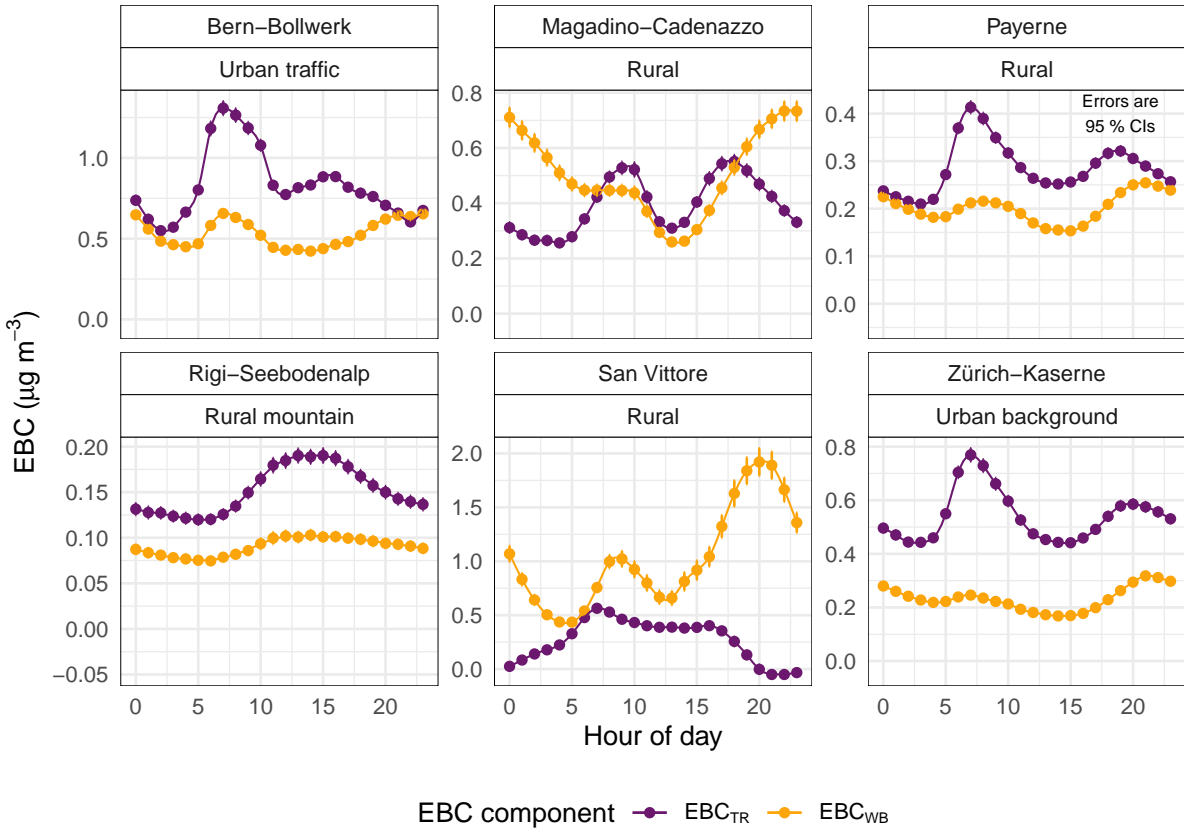 Bern−Bollwerk
Urban traffic
Magadino−Cadenazzo
Rural
Payerne
Rural
Errors are
95 % CIs
1.0
0.5
0.0
0.8
0.6
0.4
0.2
0.0
0.4
0.3
0.2
0.1
0.0
Rigi−Seebodenalp
Rural mountain
San Vittore
Rural
Zürich−Kaserne
Urban background
0.20
0.15
0.10
0.05
0.00
−0.05
2.0
1.5
1.0
0.5
0.0
0.8
0.6
0.4
0.2
0.0
0 5 10 15 20
0 5 10 15 20
0 5 10 15 20
EBC (µg m⁻³)
Hour of day
EBC component EBC_TR EBC_WB